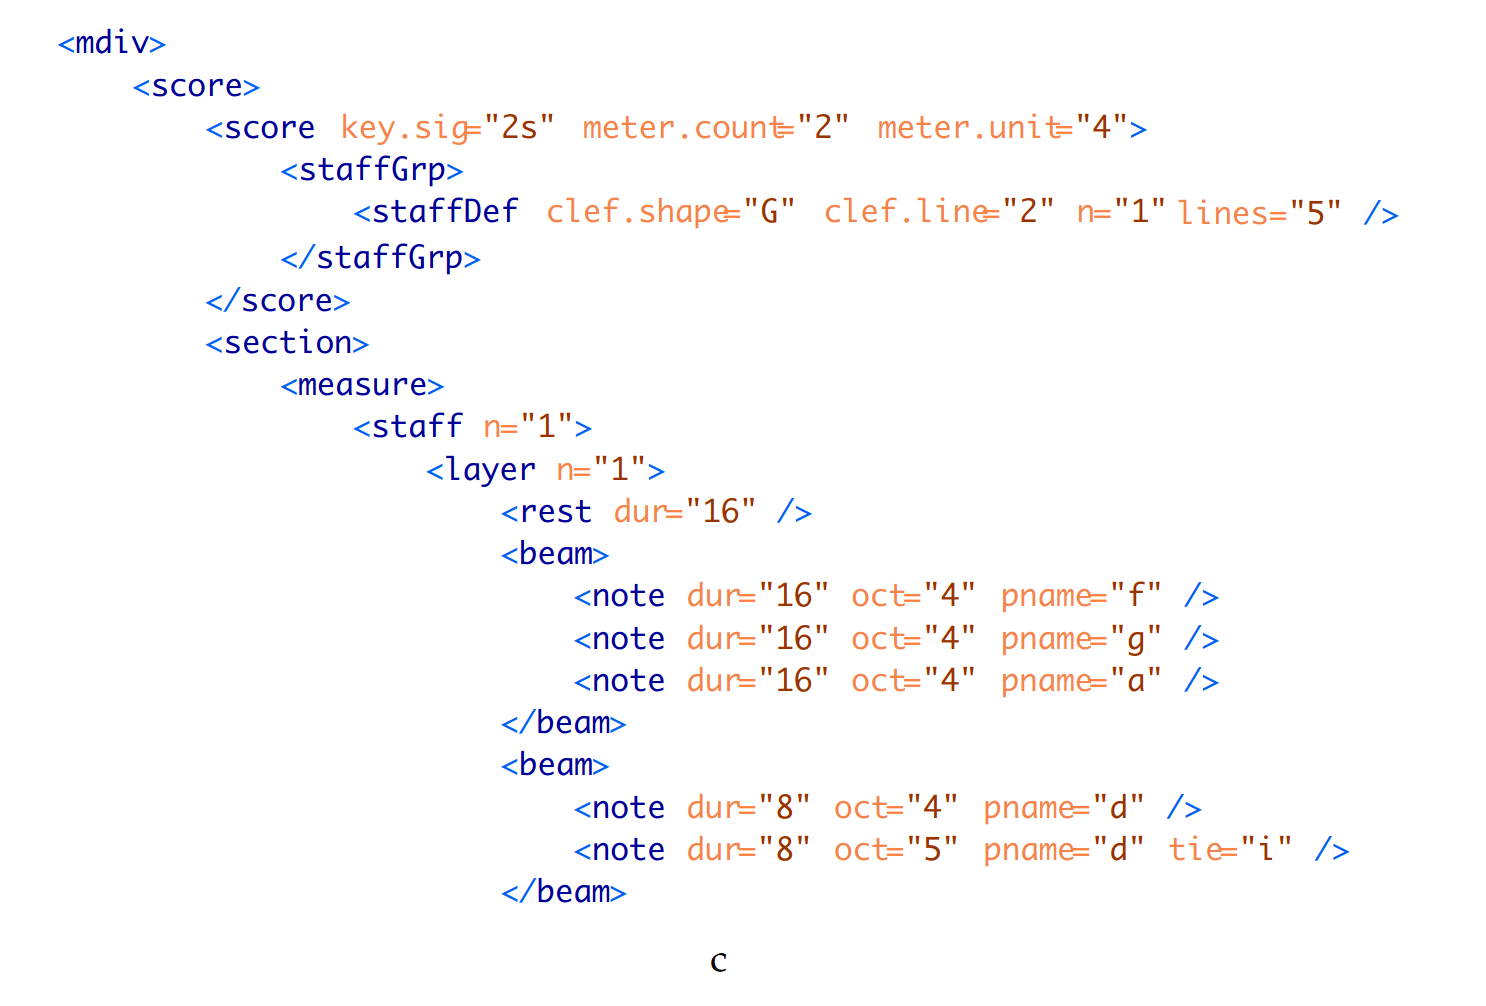 <mdiv>
<score>
<score key.sig="2s" meter.count="2" meter.unit="4">
<staffGrp>
<staffDef clef.shape="G" clef.line="2" n="1" lines="5" />
</staffGrp>
</score>
<section>
<measure>
<staff n="1">
<layer n="1">
<rest dur="16" />
<beam>
<note dur="16" oct="4" pname="f" />
<note dur="16" oct="4" pname="g" />
<note dur="16" oct="4" pname="a" />
</beam>
<beam>
<note dur="8" oct="4" pname="d" />
<note dur="8" oct="5" pname="d" tie="i" />
</beam>
c